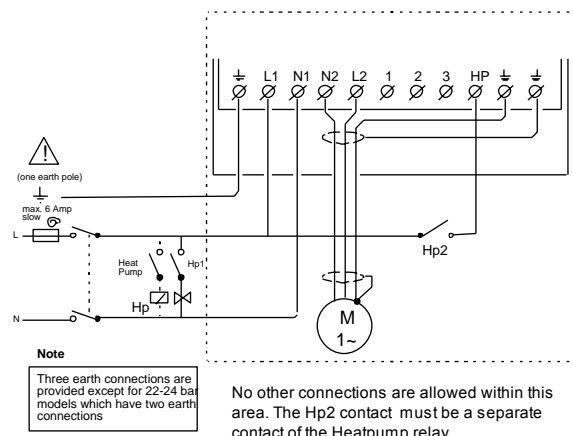 L1 N1 N2 L2 1 2 3 HP
!
(one earth pole)
max. 6 Amp
slow
L
Heat
Pump
Hp1
Hp2
Hp
N
M
1~
Note
Three earth connections are
provided except for 22-24 bar
models which have two earth
connections
No other connections are allowed within this
area. The Hp2 contact must be a separate
contact of the Heatpump relay